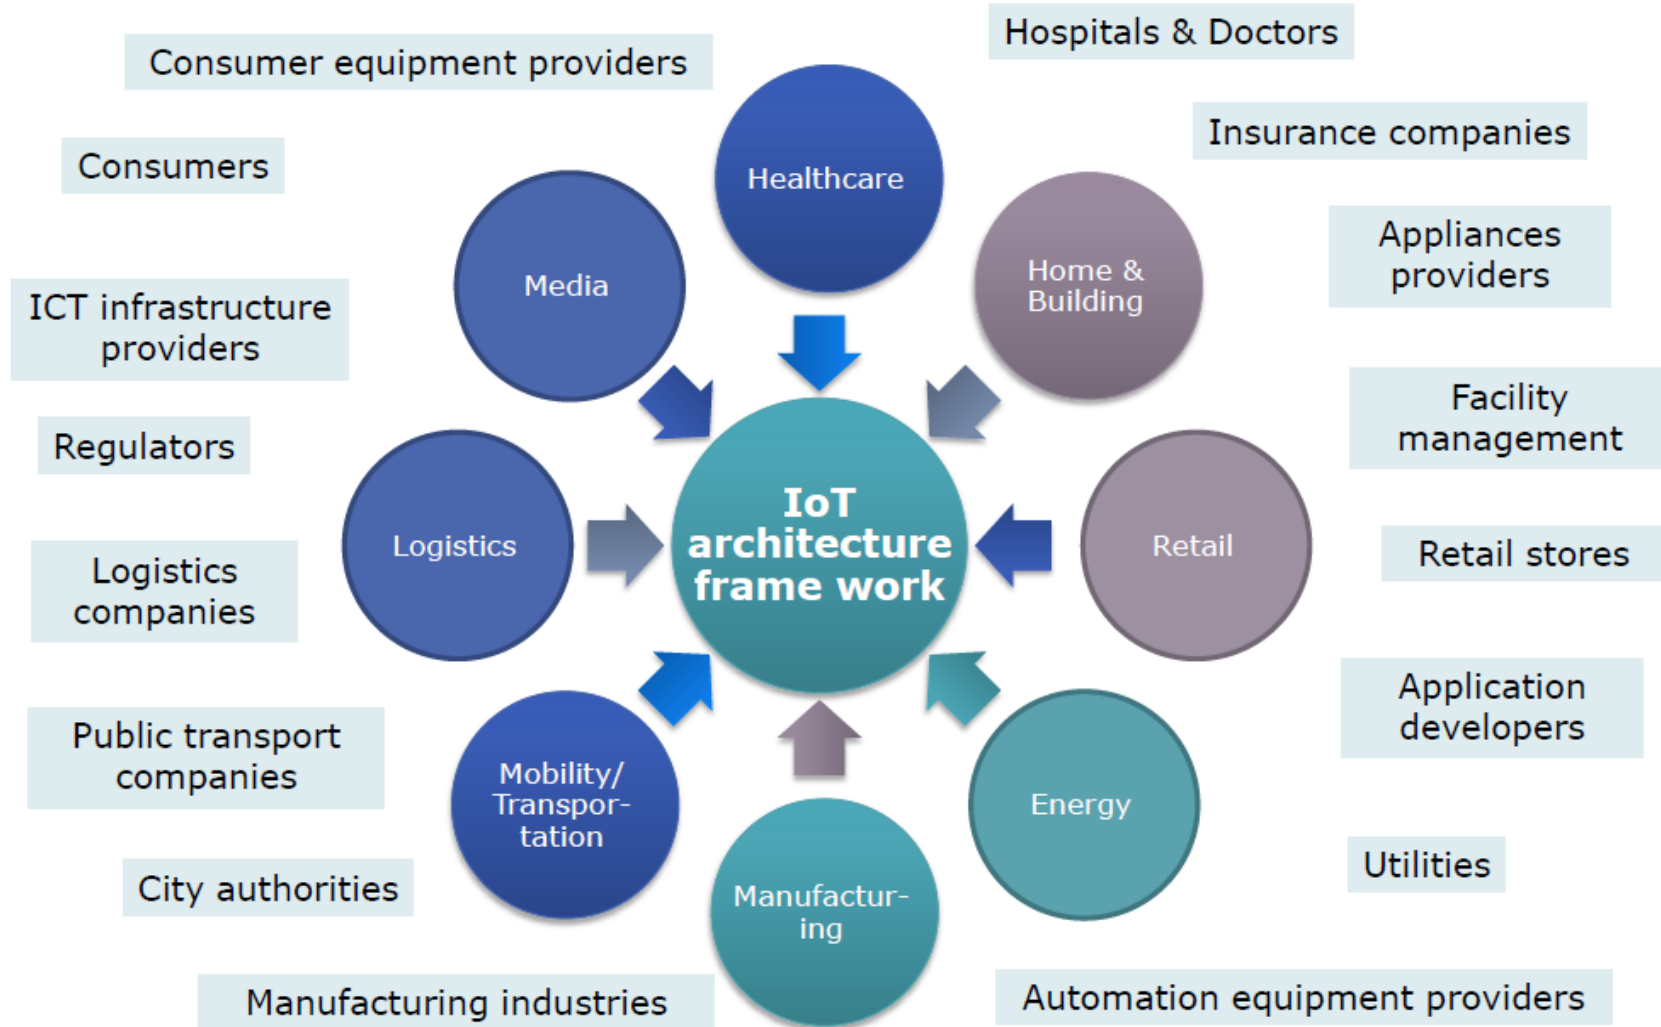 Hospitals & Doctors
Consumer equipment providers
Insurance companies
Consumers
Healthcare
Appliances
providers
Media
Home &
Building
ICT infrastructure
providers
Facility
management
Regulators
Logistics
IoT
architecture
frame work
Retail
Retail stores
Logistics
companies
Application
developers
Public transport
companies
Mobility/
Transpor-
tation
Energy
Utilities
City authorities
Manufactur-
ing
Manufacturing industries
Automation equipment providers